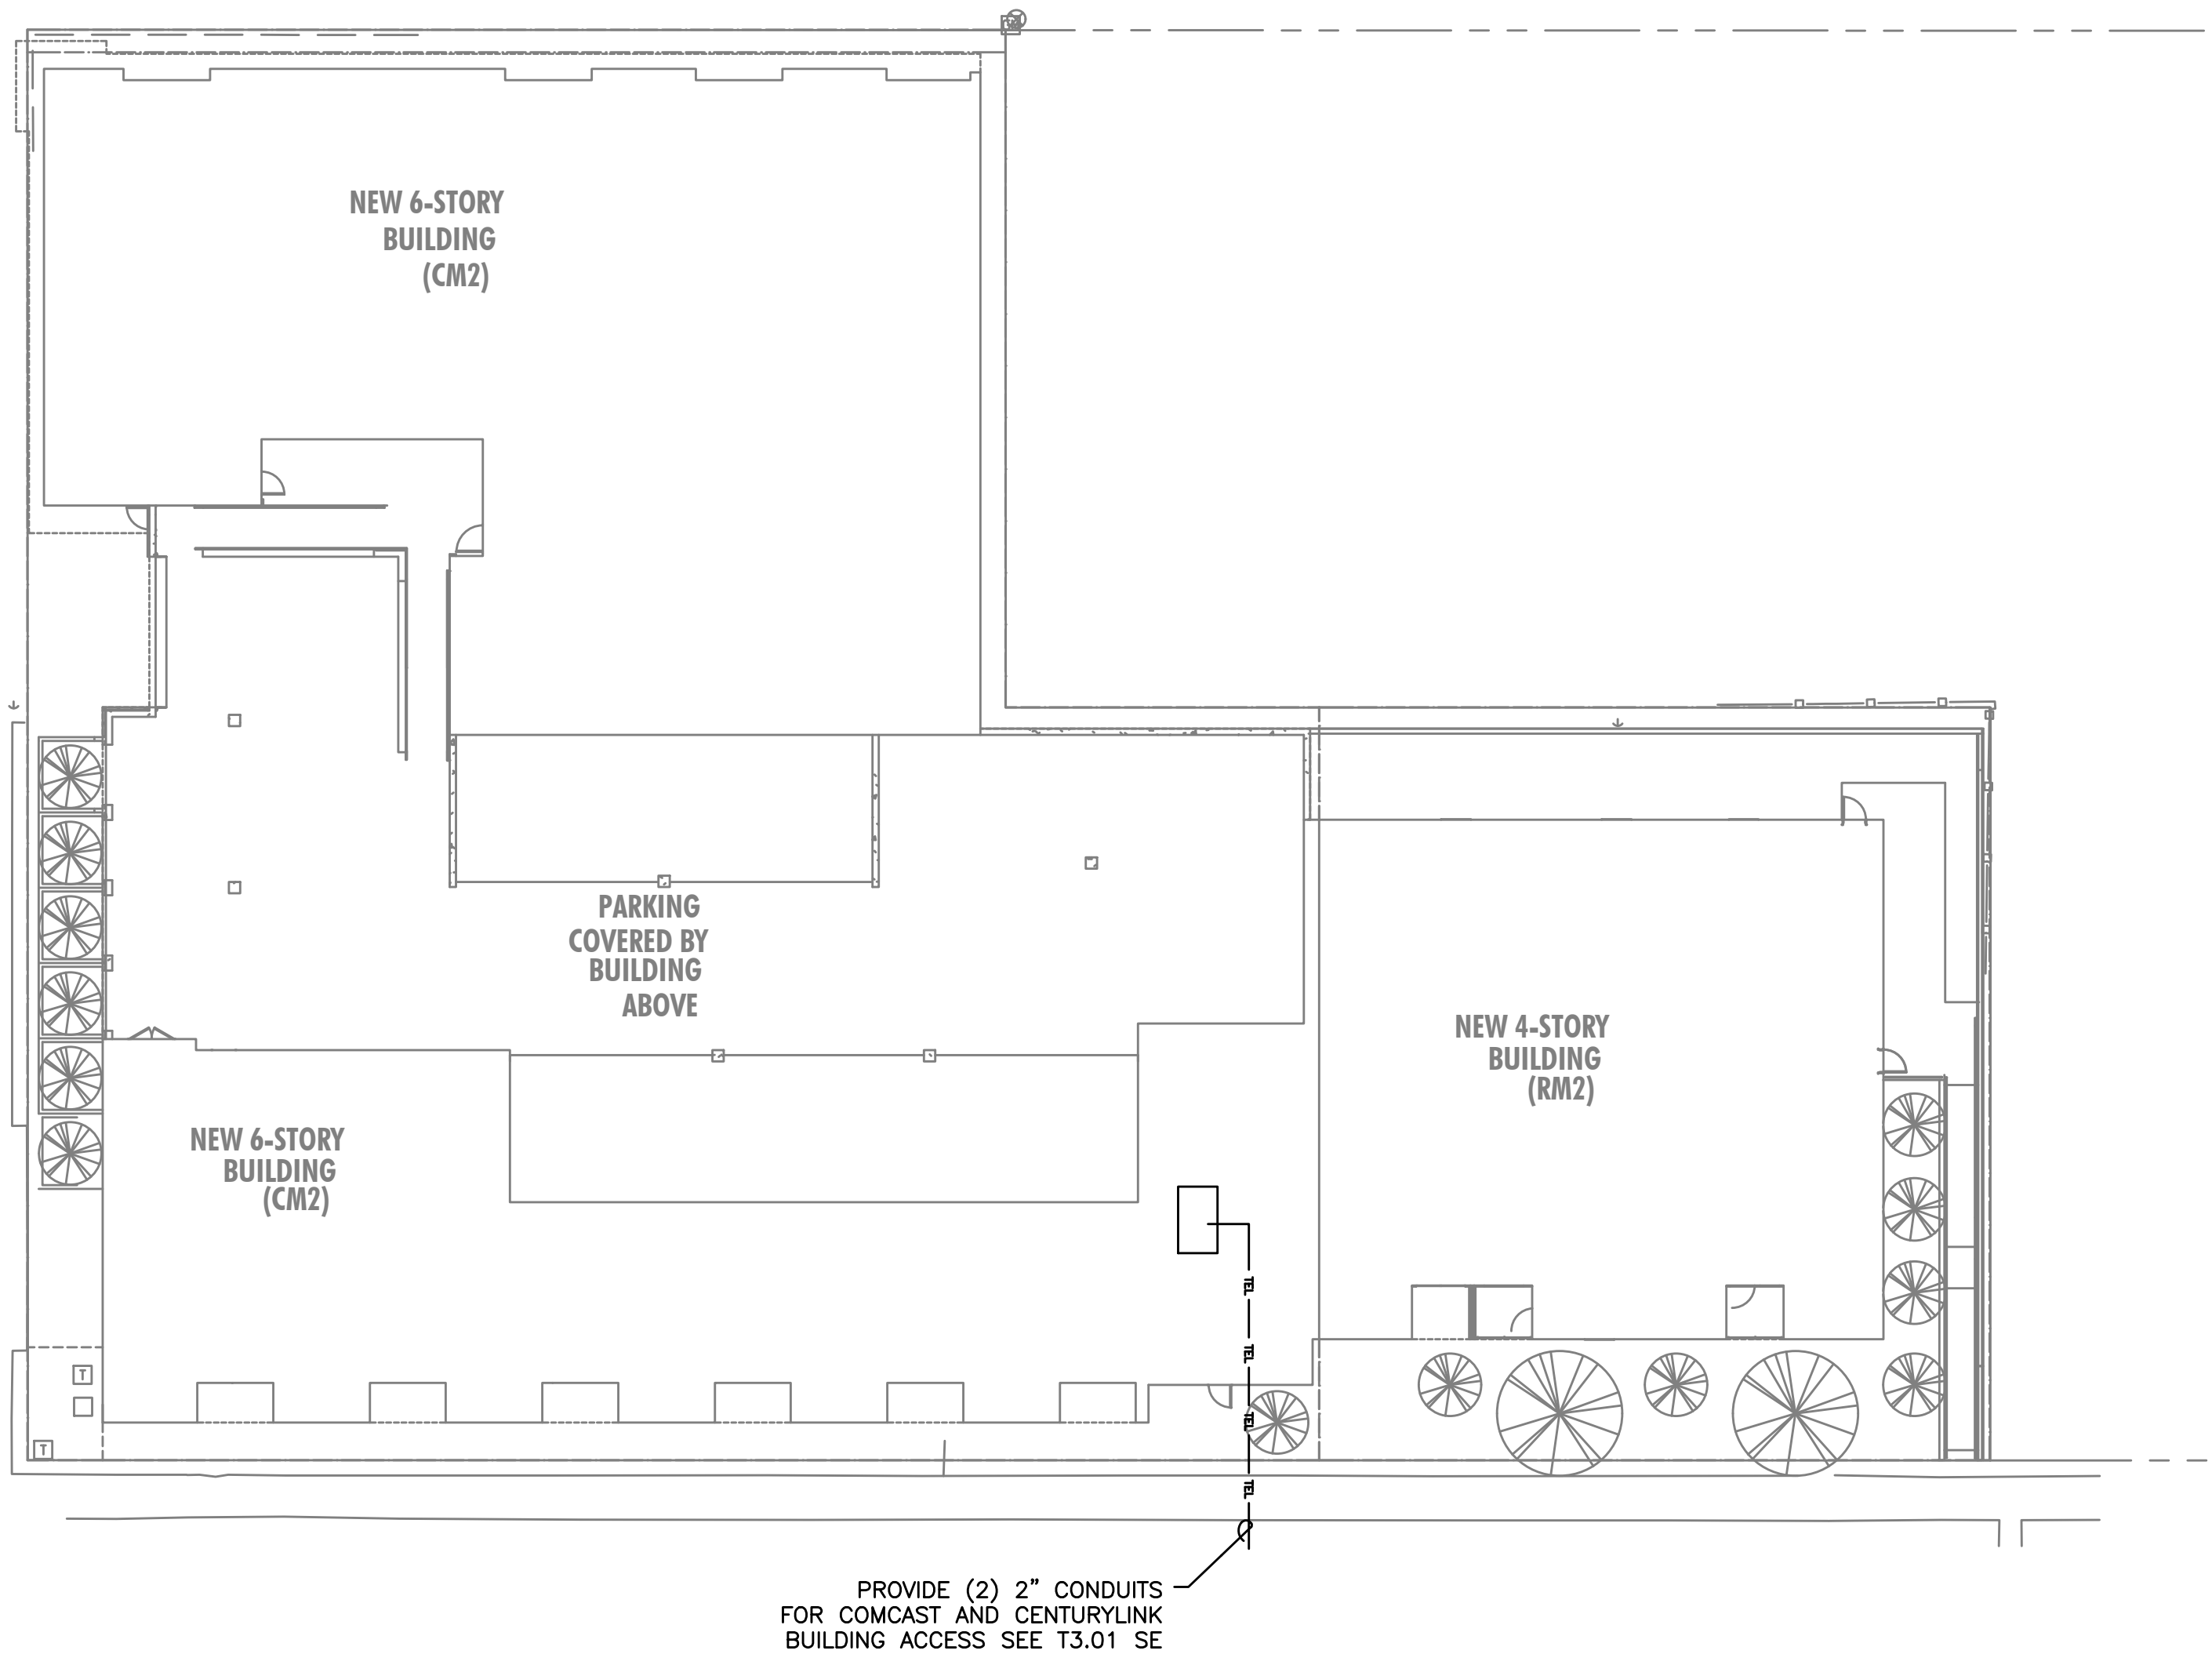 NEW 6-STORY
BUILDING
(CM2)
PARKING
COVERED BY
BUILDING
ABOVE
NEW 4-STORY
BUILDING
(RM2)
NEW 6-STORY
BUILDING
(CM2)
TEL
TEL
T
TEL
T
TEL
PROVIDE (2) 2" CONDUITS
FOR COMCAST AND CENTURYLINK
BUILDING ACCESS SEE T3.01 SE